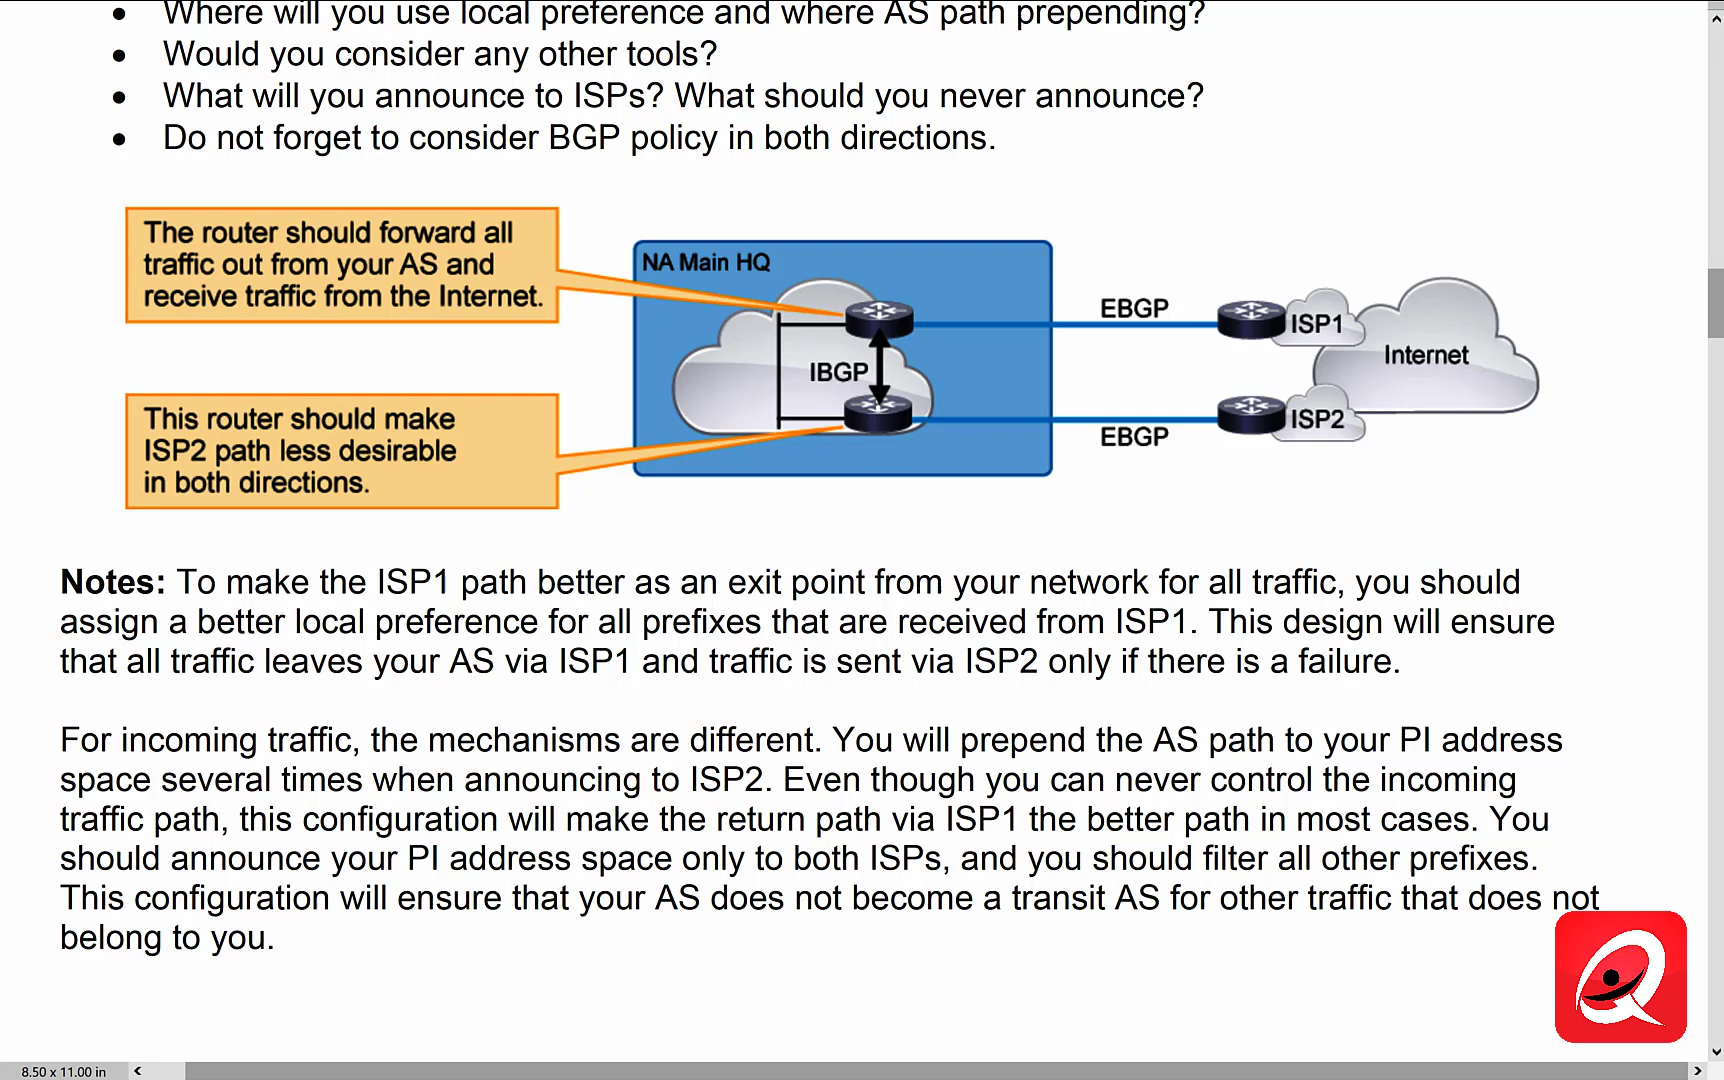 Where will you use local preference and where AS path prepending?
Would you consider any other tools?
What will you announce to ISPs? What should you never announce?
Do not forget to consider BGP policy in both directions.
The router should forward all
traffic out from your AS and
receive traffic from the Internet.
This router should make
ISP2 path less desirable
in both directions.
NA Main HQ
IBGP
EBGP
EBGP
ISP1
ISP2
Internet
Notes: To make the ISP1 path better as an exit point from your network for all traffic, you should
assign a better local preference for all prefixes that are received from ISP1. This design will ensure
that all traffic leaves your AS via ISP1 and traffic is sent via ISP2 only if there is a failure.
For incoming traffic, the mechanisms are different. You will prepend the AS path to your PI address
space several times when announcing to ISP2. Even though you can never control the incoming
traffic path, this configuration will make the return path via ISP1 the better path in most cases. You
should announce your PI address space only to both ISPs, and you should filter all other prefixes.
This configuration will ensure that your AS does not become a transit AS for other traffic that does not
belong to you.
8.50 x 11.00 in